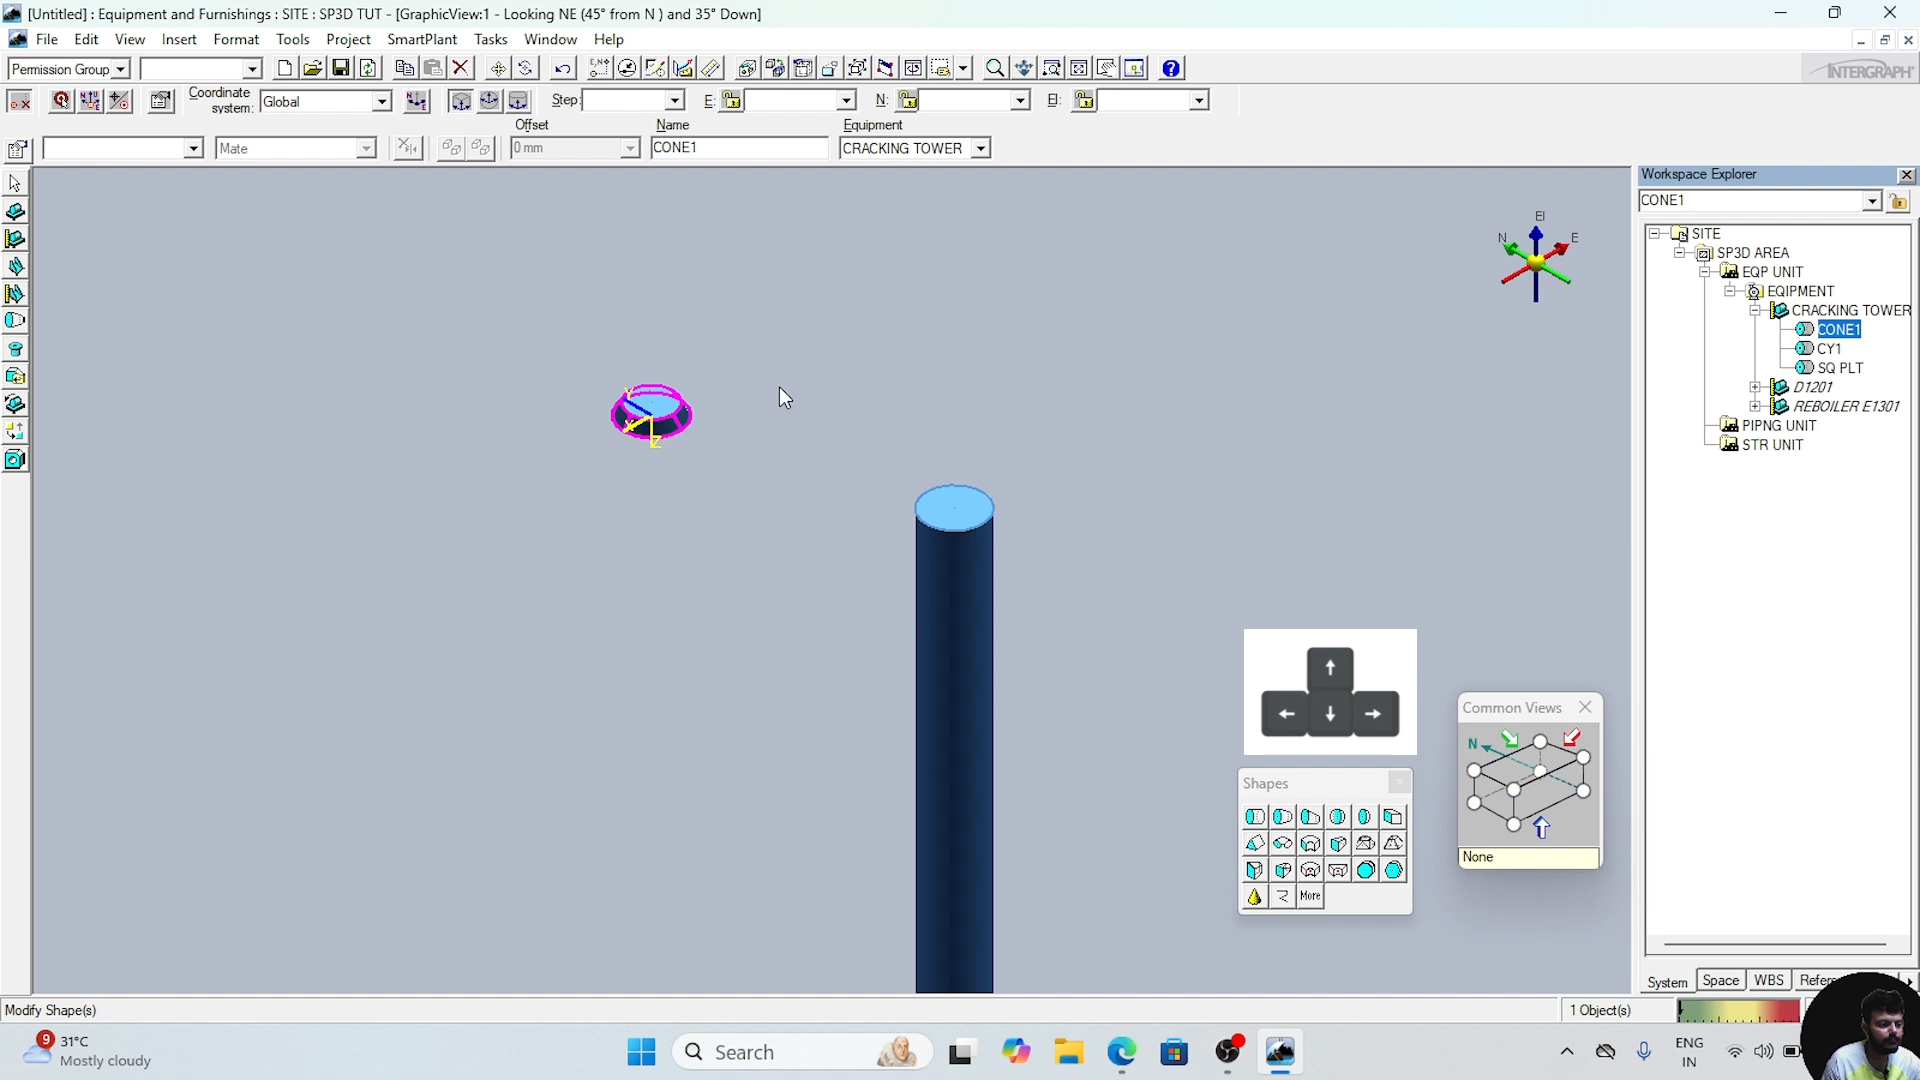 [Untitled] : Equipment and Furnishings : SITE : SP3D TUT - [GraphicView:1 - Looking NE (45° from N ) and 35° Down]
File Edit View Insert Format Tools Project SmartPlant Tasks Window Help
Permission Group
INTERGRAPH
Coordinate system: Global Step: E: N: El:
Offset Name Equipment
Mate 0 mm CONE1 CRACKING TOWER
Workspace Explorer
CONE1
SITE
SP3D AREA
EQP UNIT
EQIPMENT
CRACKING TOWER
CONE1
CY1
SQ PLT
D1201
REBOILER E1301
PIPNG UNIT
STR UNIT
El
N E
Y
Z
Common Views
N
None
Shapes
More
System Space WBS Refer
Modify Shape(s) 1 Object(s)
9 31°C
Mostly cloudy
Search
ENG
IN